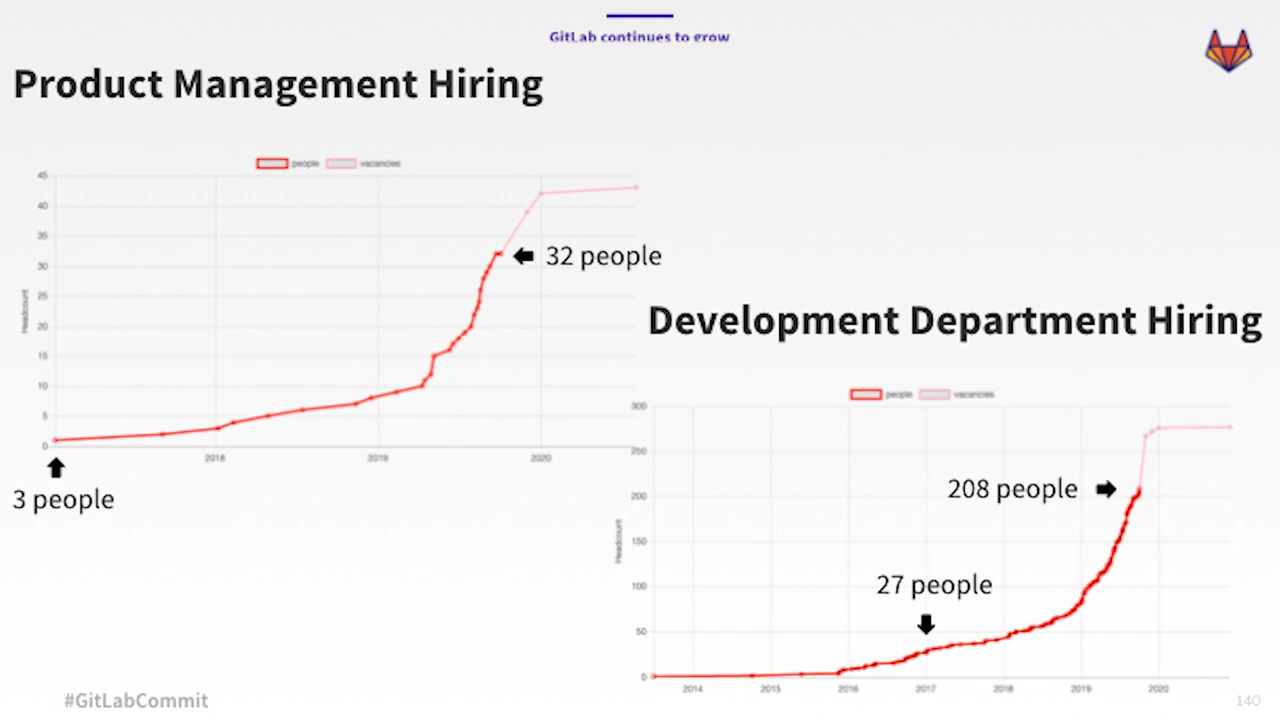 GitLab continues to grow
Product Management Hiring
people vacancies
45
40
35
30
25
20
15
10
5
0
Headcount
2018 2019 2020
32 people
3 people
Development Department Hiring
people vacancies
300
250
200
150
100
50
0
Headcount
2014 2015 2016 2017 2018 2019 2020
208 people
27 people
#GitLabCommit
140